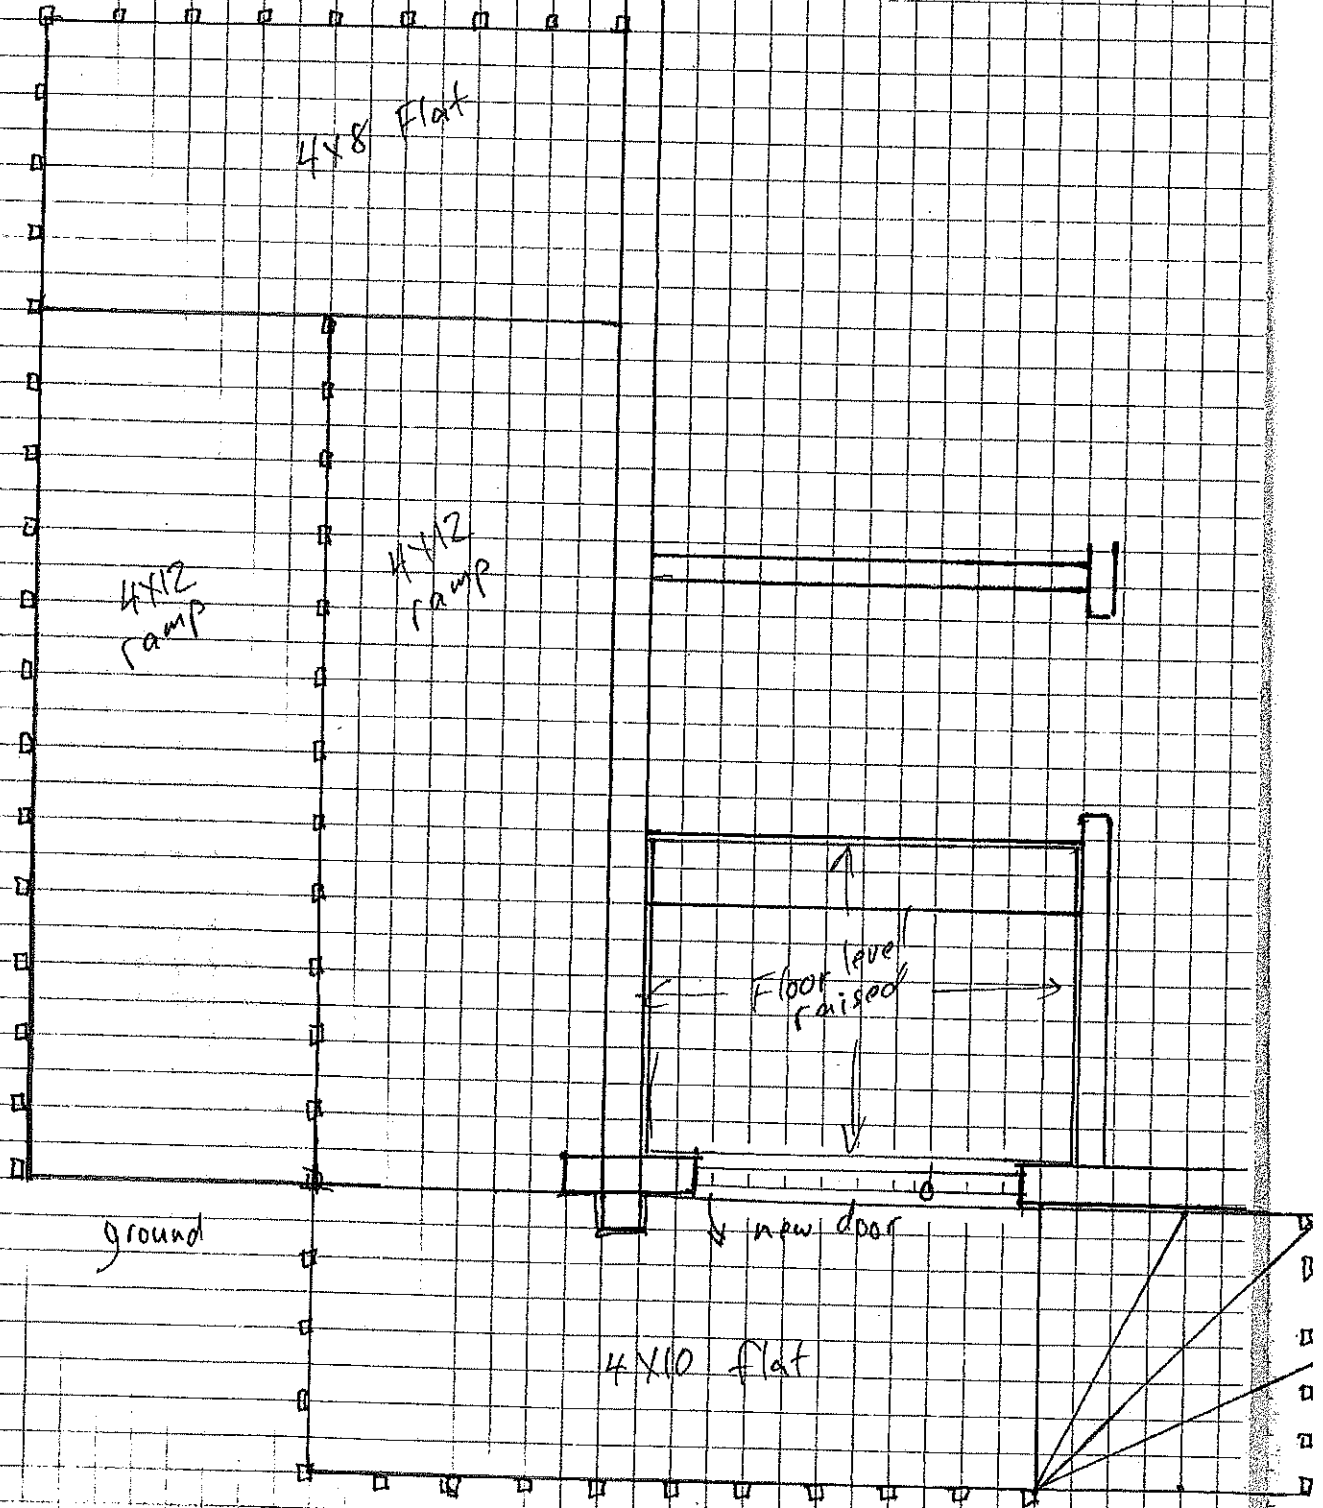 4X8 Flat
4X12
ramp
4X12
ramp
Floor level
raised
ground
new door
4X10 flat